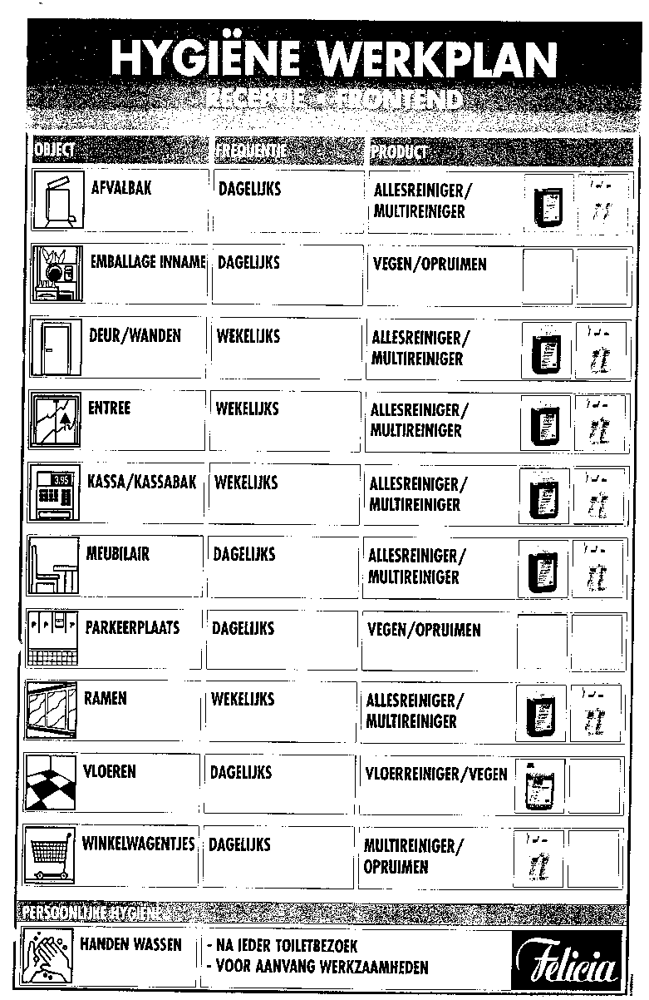 HYGIËNE WERKPLAN
RECEPTIE • FRONTEND
OBJECT FREQUENTIE PRODUCT
AFVALBAK DAGELIJKS ALLESREINIGER/
MULTIREINIGER
EMBALLAGE INNAME DAGELIJKS VEGEN/OPRUIMEN
DEUR/WANDEN WEKELIJKS ALLESREINIGER/
MULTIREINIGER
ENTREE WEKELIJKS ALLESREINIGER/
MULTIREINIGER
3.95
KASSA/KASSABAK WEKELIJKS ALLESREINIGER/
MULTIREINIGER
MEUBILAIR DAGELIJKS ALLESREINIGER/
MULTIREINIGER
P P P
PARKEERPLAATS DAGELIJKS VEGEN/OPRUIMEN
RAMEN WEKELIJKS ALLESREINIGER/
MULTIREINIGER
VLOEREN DAGELIJKS VLOERREINIGER/VEGEN
WINKELWAGENTJES DAGELIJKS MULTIREINIGER/
OPRUIMEN
PERSOONLIJKE HYGIENE
HANDEN WASSEN - NA IEDER TOILETBEZOEK
- VOOR AANVANG WERKZAAMHEDEN
Felicia